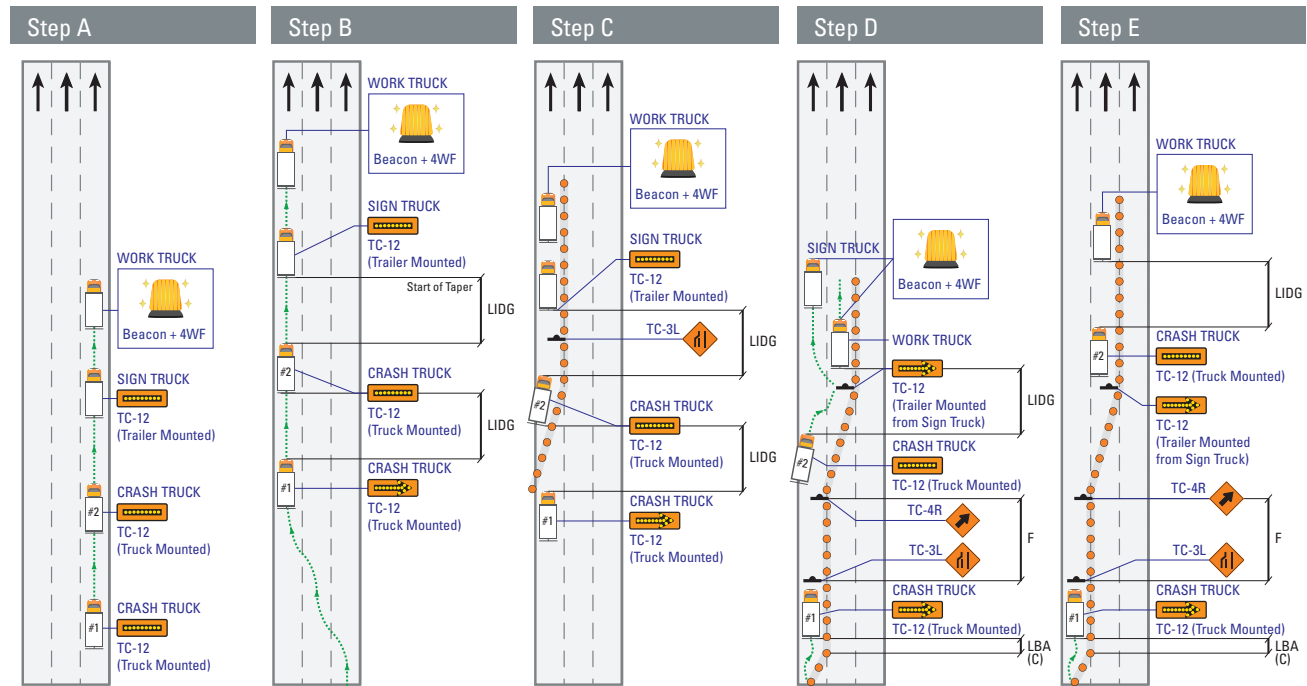 Step A
WORK TRUCK
Beacon + 4WF
SIGN TRUCK
TC-12
(Trailer Mounted)
CRASH TRUCK
#2
TC-12
(Truck Mounted)
CRASH TRUCK
#1
TC-12
(Truck Mounted)
Step B
WORK TRUCK
Beacon + 4WF
SIGN TRUCK
TC-12
(Trailer Mounted)
Start of Taper
LIDG
#2
CRASH TRUCK
TC-12
(Truck Mounted)
LIDG
CRASH TRUCK
#1
TC-12
(Truck Mounted)
Step C
WORK TRUCK
Beacon + 4WF
SIGN TRUCK
TC-12
(Trailer Mounted)
TC-3L
LIDG
#2
CRASH TRUCK
TC-12
(Truck Mounted)
LIDG
CRASH TRUCK
#1
TC-12
(Truck Mounted)
Step D
SIGN TRUCK
Beacon + 4WF
WORK TRUCK
TC-12
(Trailer Mounted
from Sign Truck)
LIDG
CRASH TRUCK
#2
TC-12 (Truck Mounted)
TC-4R
F
TC-3L
CRASH TRUCK
#1
TC-12 (Truck Mounted)
LBA
(C)
Step E
WORK TRUCK
Beacon + 4WF
LIDG
CRASH TRUCK
#2
TC-12 (Truck Mounted)
TC-12
(Trailer Mounted
from Sign Truck)
TC-4R
F
TC-3L
CRASH TRUCK
#1
TC-12 (Truck Mounted)
LBA
(C)